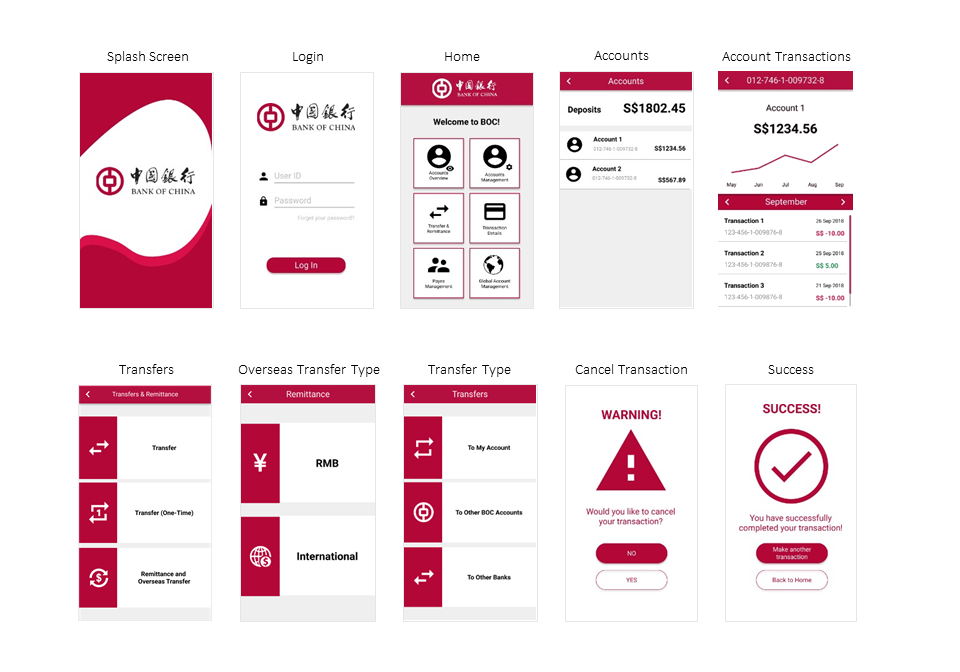 Splash Screen
中国银行
BANK OF CHINA
Login
中国银行
BANK OF CHINA
User ID
Password
Forget your password?
Log In
Home
中国银行
BANK OF CHINA
Welcome to BOC!
Accounts
Overview
Accounts
Management
Transfer &
Remittance
Transaction
Emails
Payee
Management
Global Account
Management
Accounts
Accounts
Deposits S$1802.45
Account 1
012-746-1-009732-8 S$1234.56
Account 2
012-746-1-009732-8 S$567.89
Account Transactions
012-746-1-009732-8
Account 1
S$1234.56
May Jun Jul Aug Sep
September
Transaction 1 26 Sep 2018
123-456-1-009876-8 S$ -10.00
Transaction 2 25 Sep 2018
123-456-1-009876-8 S$ 5.00
Transaction 3 21 Sep 2018
123-456-1-009876-8 S$ -10.00
Transfers
Transfers & Remittance
Transfer
1
Transfer (One-Time)
$
Remittance and
Overseas Transfer
Overseas Transfer Type
Remittance
¥
RMB
$
International
Transfer Type
Transfers
To My Account
To Other BOC Accounts
To Other Banks
Cancel Transaction
WARNING!
!
Would you like to cancel
your transaction?
NO
YES
Success
SUCCESS!
You have successfully
completed your transaction!
Make another
transaction
Back to Home